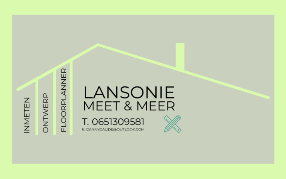 INMETEN
ONTWERP
FLOORPLANNER
LANSONIE
MEET & MEER
T. 0651309581